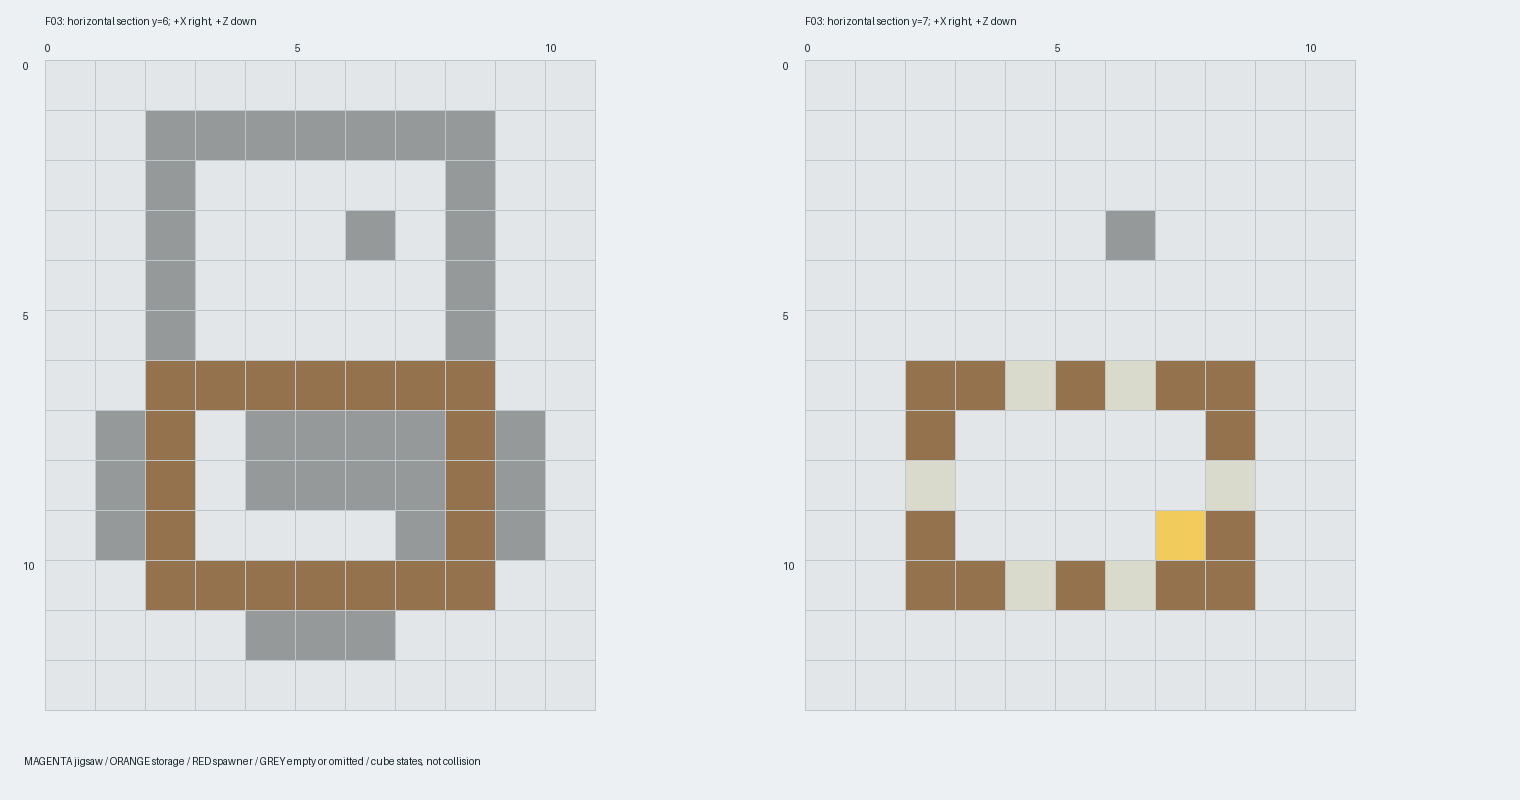 F03: horizontal section y=6; +X right, +Z down
F03: horizontal section y=7; +X right, +Z down
0 5 10
0 5 10
0
0
5
5
10
10
MAGENTA jigsaw / ORANGE storage / RED spawner / GREY empty or omitted / cube states, not collision